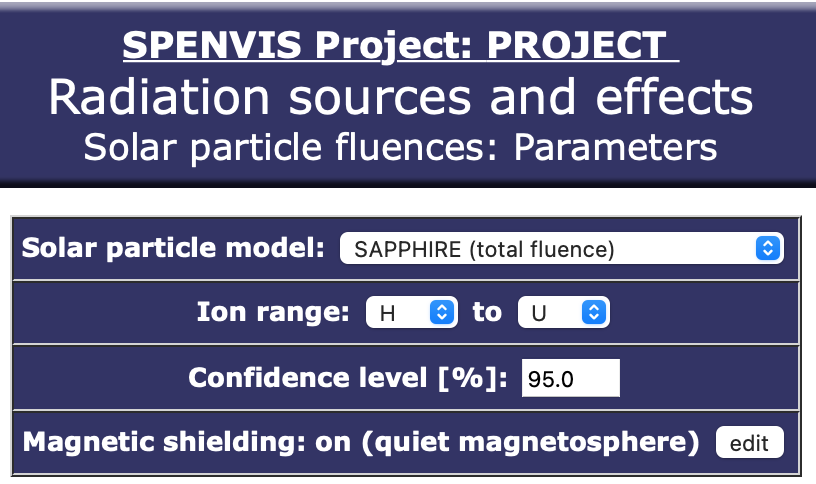 SPENVIS Project: PROJECT
Radiation sources and effects
Solar particle fluences: Parameters
Solar particle model: SAPPHIRE (total fluence)
Ion range: H to U
Confidence level [%]: 95.0
Magnetic shielding: on (quiet magnetosphere) edit